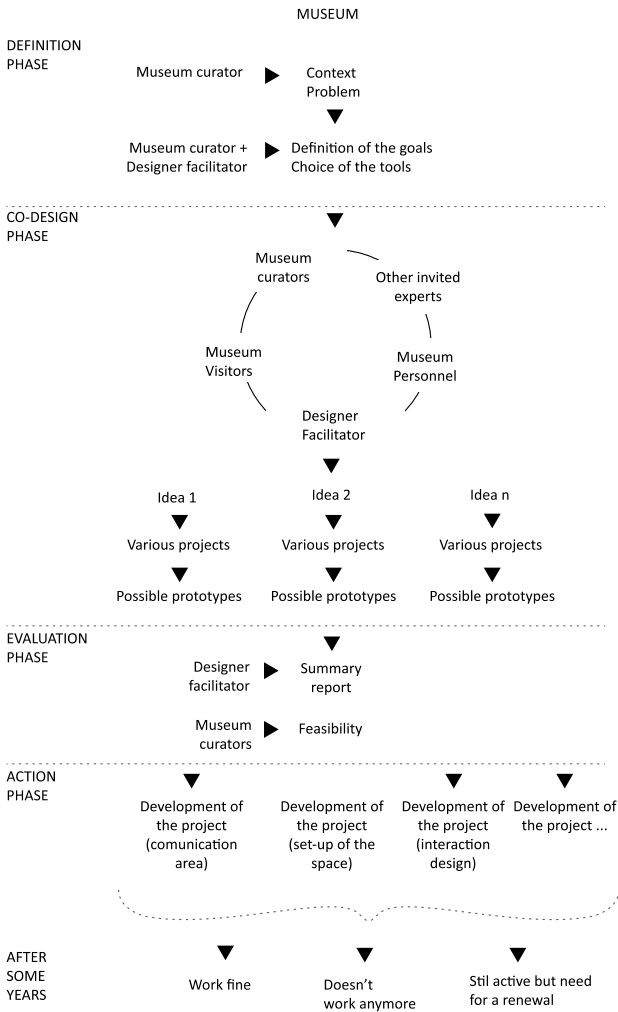 MUSEUM
DEFINITION
PHASE
Museum curator
Context
Problem
Museum curator +
Designer facilitator
Definition of the goals
Choice of the tools
CO-DESIGN
PHASE
Museum
curators
Other invited
experts
Museum
Visitors
Museum
Personnel
Designer
Facilitator
Idea 1
Idea 2
Idea n
Various projects
Various projects
Various projects
Possible prototypes
Possible prototypes
Possible prototypes
EVALUATION
PHASE
Designer
facilitator
Summary
report
Museum
curators
Feasibility
ACTION
PHASE
Development of
the project
(comunication
area)
Development of
the project
(set-up of the
space)
Development of
the project
(interaction
design)
Development of
the project ...
AFTER
SOME
YEARS
Work fine
Doesn't
work anymore
Stil active but need
for a renewal